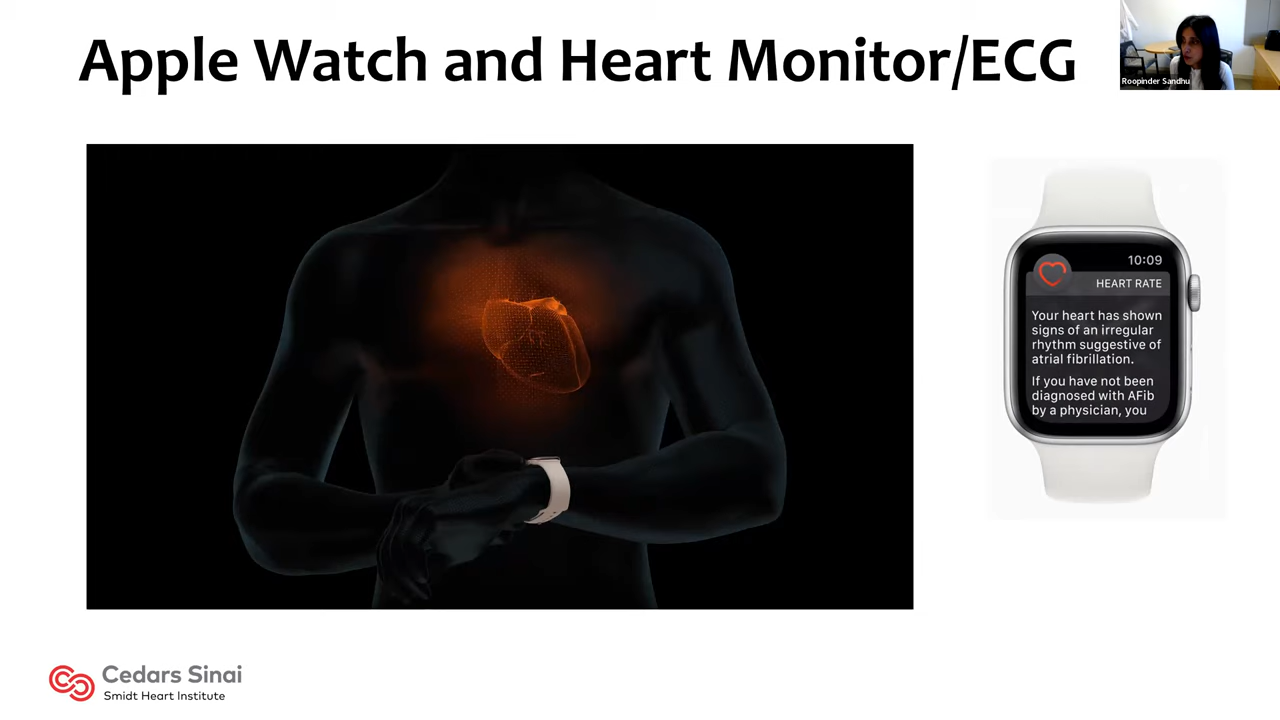 Apple Watch and Heart Monitor/ECG
Roopinder Sandhu
10:09
HEART RATE
Your heart has shown
signs of an irregular
rhythm suggestive of
atrial fibrillation.
If you have not been
diagnosed with AFib
by a physician, you
Cedars Sinai
Smidt Heart Institute